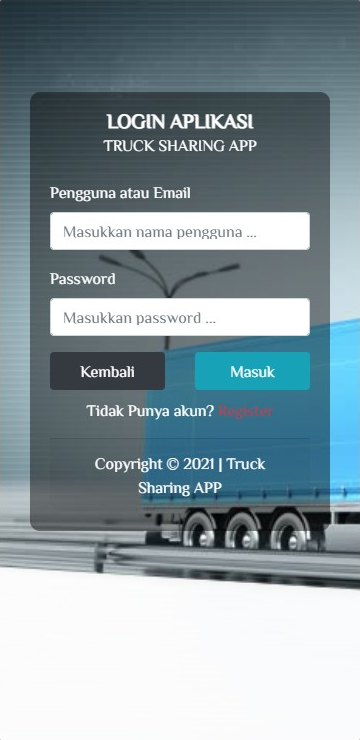 LOGIN APLIKASI
TRUCK SHARING APP
Pengguna atau Email
Masukkan nama pengguna ...
Password
Masukkan password ...
Kembali
Masuk
Tidak Punya akun? Register
Copyright © 2021 | Truck
Sharing APP